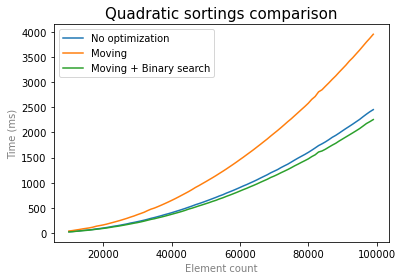 Quadratic sortings comparison
4000
3500
3000
2500
2000
1500
1000
500
0
Time (ms)
No optimization
Moving
Moving + Binary search
20000 40000 60000 80000 100000
Element count